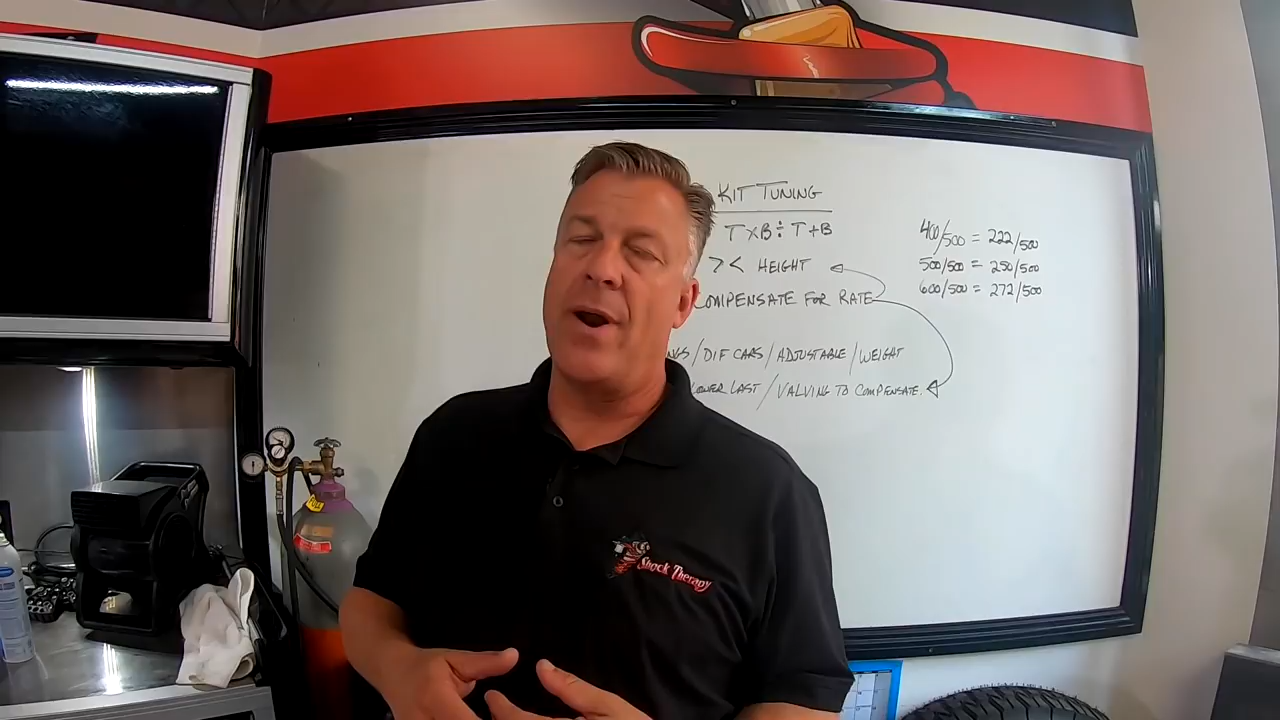 KIT TUNING
T×B÷T+B
>< HEIGHT
COMPENSATE FOR RATE
/DIF CARS/ADJUSTABLE/WEIGHT
LOWER LAST/VALVING TO COMPENSATE.
400/500 = 222/500
500/500 = 250/500
600/500 = 272/500
Shock Therapy